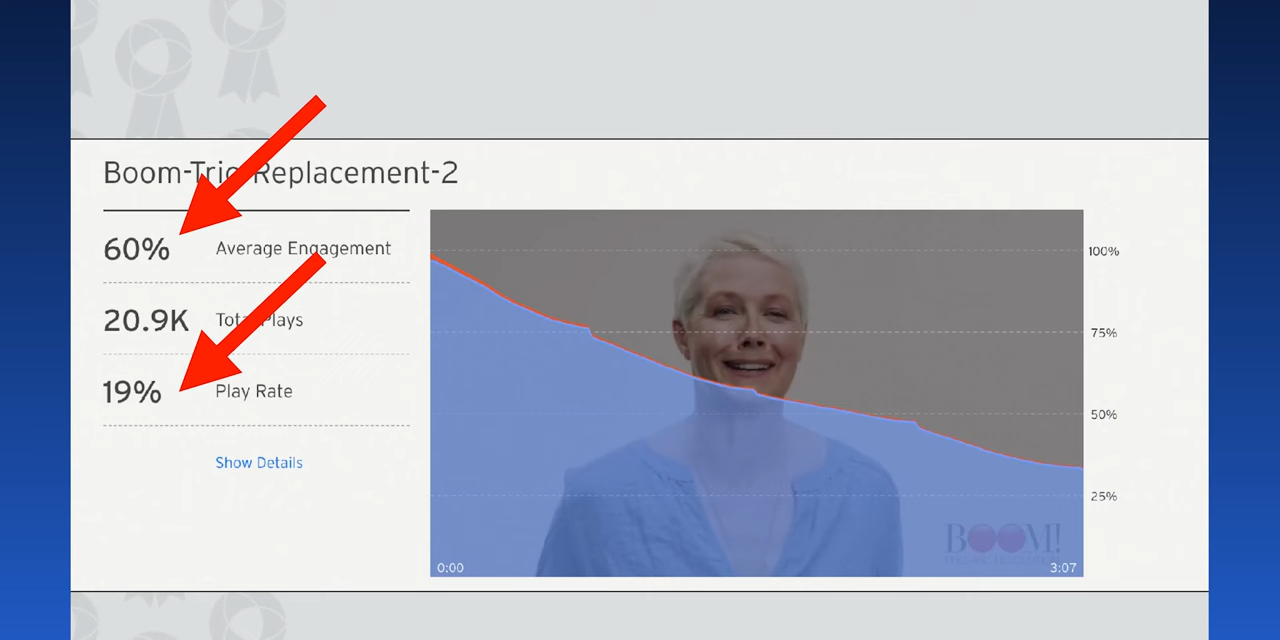 Boom-Trio-Replacement-2
60% Average Engagement
20.9K Total Plays
19% Play Rate
Show Details
100%
75%
50%
25%
BOOM!
0:00
3:07